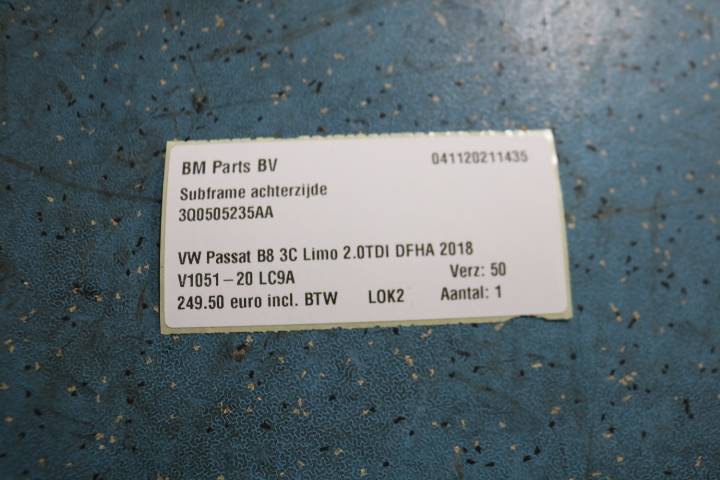 BM Parts BV 041120211435
Subframe achterzijde
3Q0505235AA
VW Passat B8 3C Limo 2.0TDI DFHA 2018
V1051-20 LC9A Verz: 50
249.50 euro incl. BTW LOK2 Aantal: 1